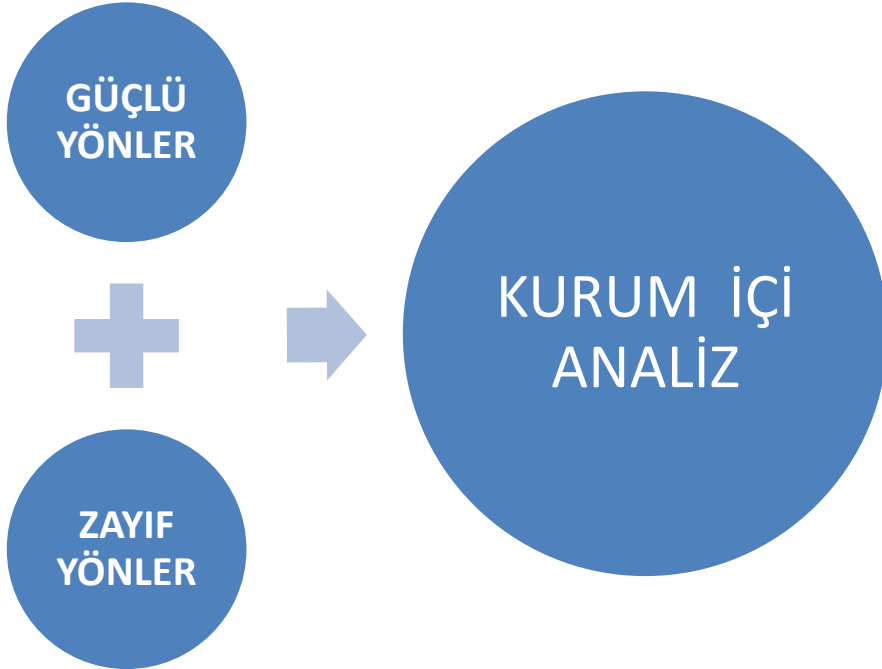 GÜÇLÜ
YÖNLER
ZAYIF
YÖNLER
KURUM İÇİ
ANALİZ